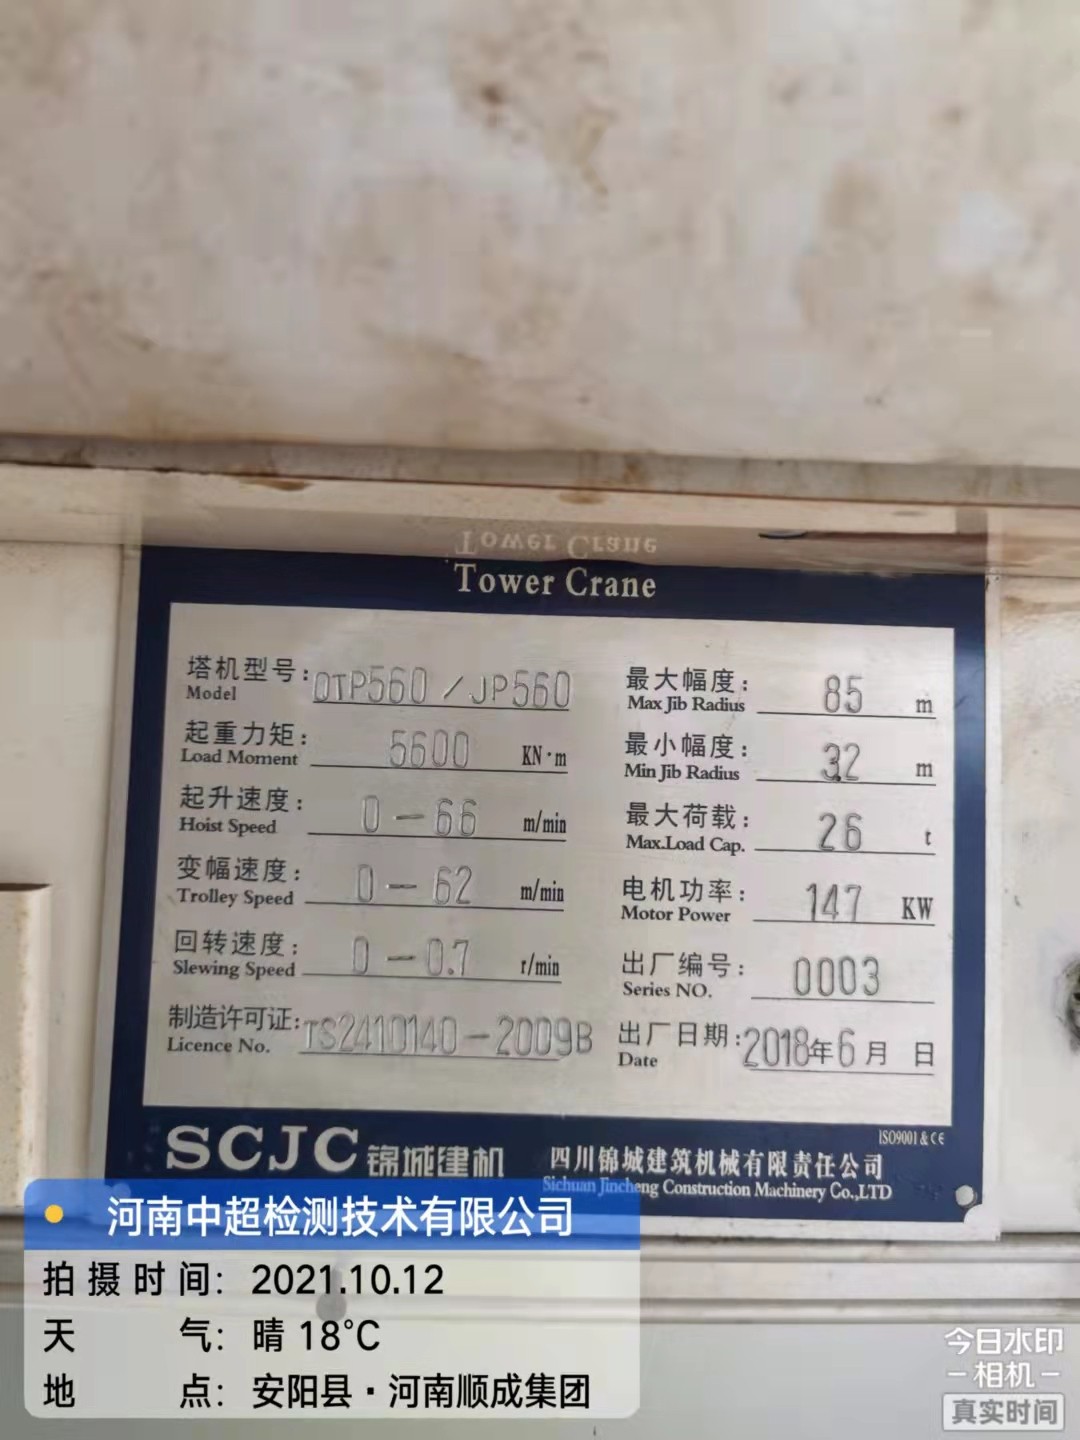 Tower Crane
塔机型号: QTP560 / JP560
Model
起重力矩: 5600 KN·m
Load Moment
起升速度: 0 — 66 m/min
Hoist Speed
变幅速度: 0 — 62 m/min
Trolley Speed
回转速度: 0 — 0.7 r/min
Slewing Speed
制造许可证: TS2410140-2009B
Licence No.
最大幅度: 85 m
Max Jib Radius
最小幅度: 3.2 m
Min Jib Radius
最大荷载: 26 t
Max.Load Cap.
电机功率: 147 KW
Motor Power
出厂编号: 0003
Series NO.
出厂日期: 2018年6月 日
Date
ISO9001 & CE
SCJC 锦城建机
四川锦城建筑机械有限责任公司
Sichuan Jincheng Construction Machinery Co.,LTD
河南中超检测技术有限公司
拍摄时间: 2021.10.12
天气: 晴 18°C
地点: 安阳县·河南顺成集团
今日水印
-相机-
真实时间